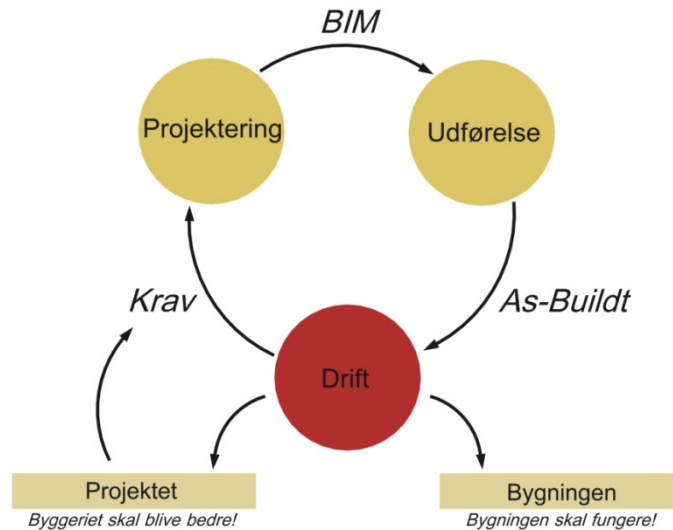 BIM
Projektering
Udførelse
Krav
As-Buildt
Drift
Projektet
Byggeriet skal blive bedre!
Bygningen
Bygningen skal fungere!